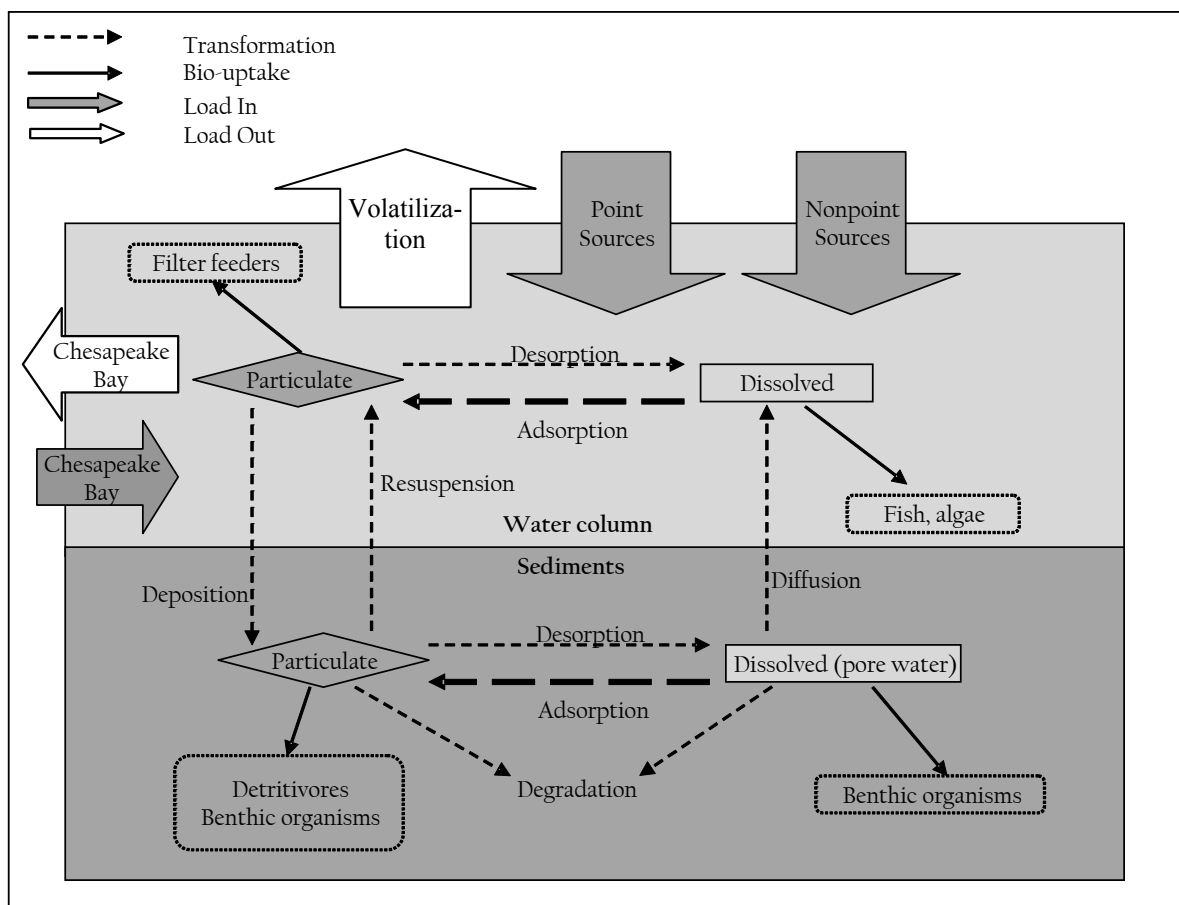 Transformation
Bio-uptake
Load In
Load Out
Volatiliza-
tion
Point
Sources
Nonpoint
Sources
Filter feeders
Chesapeake
Bay
Particulate
Desorption
Dissolved
Adsorption
Chesapeake
Bay
Resuspension
Fish, algae
Water column
Sediments
Deposition
Diffusion
Particulate
Desorption
Dissolved (pore water)
Adsorption
Detritivores
Benthic organisms
Degradation
Benthic organisms